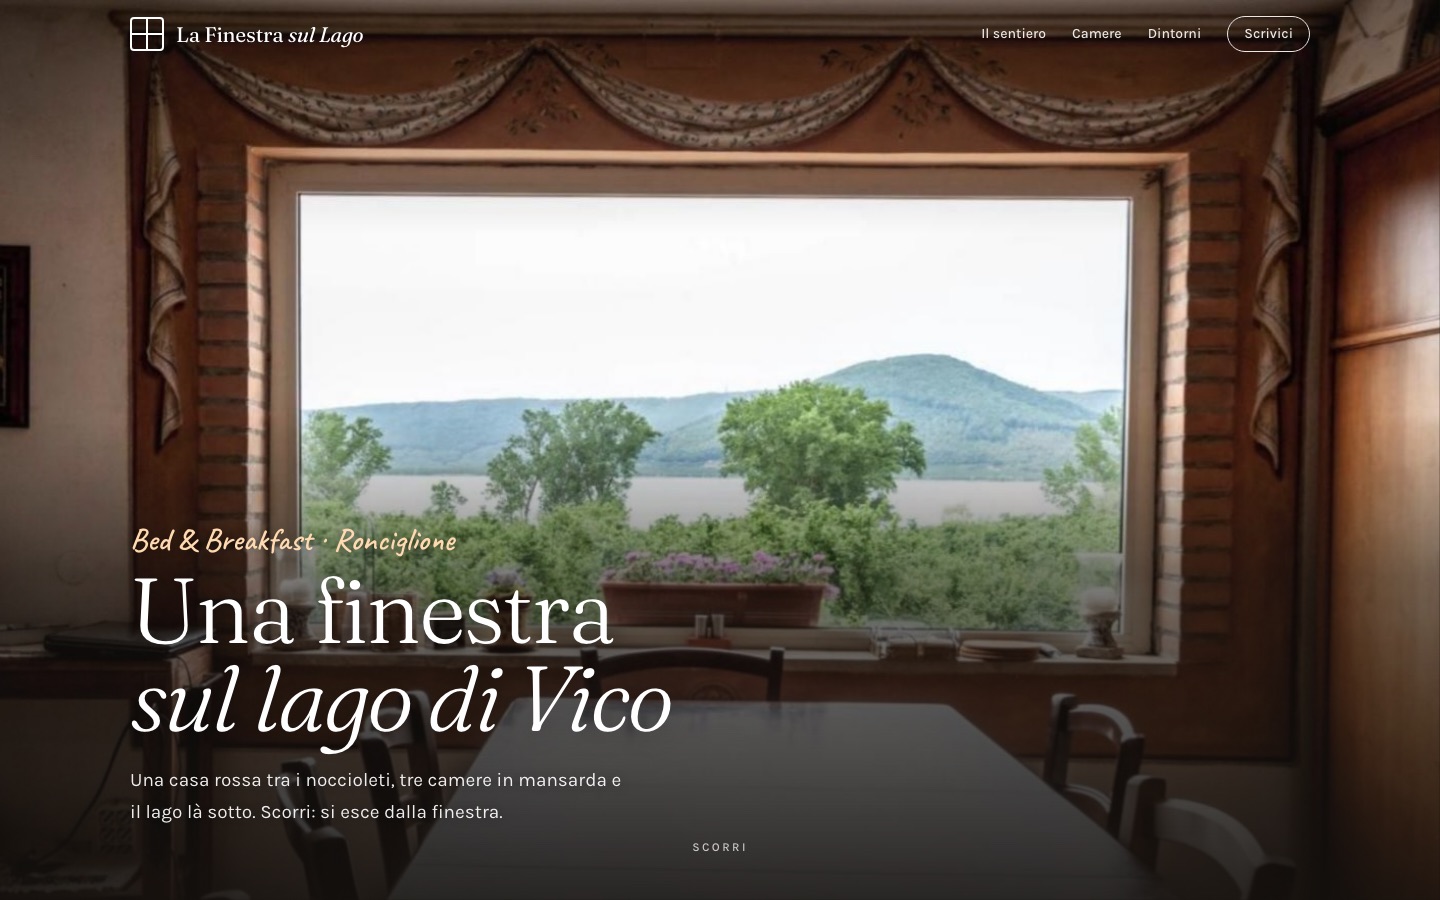 La Finestra sul Lago
Il sentiero
Camere
Dintorni
Scrivici
Bed & Breakfast · Ronciglione
Una finestra
sul lago di Vico
Una casa rossa tra i noccioleti, tre camere in mansarda e
il lago là sotto. Scorri: si esce dalla finestra.
SCORRI